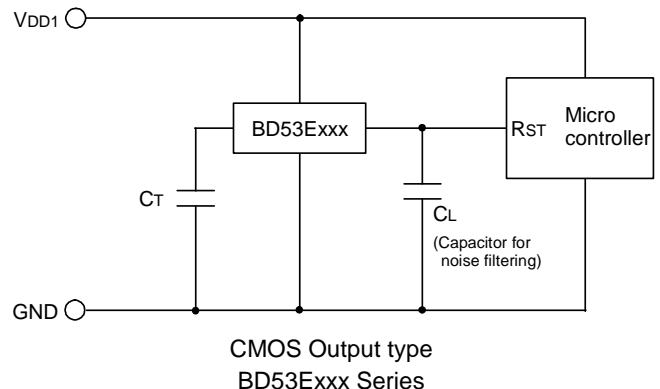 VDD1
BD53Exxx
RST
Micro
controller
CT
CL
(Capacitor for
noise filtering)
GND
CMOS Output type
BD53Exxx Series